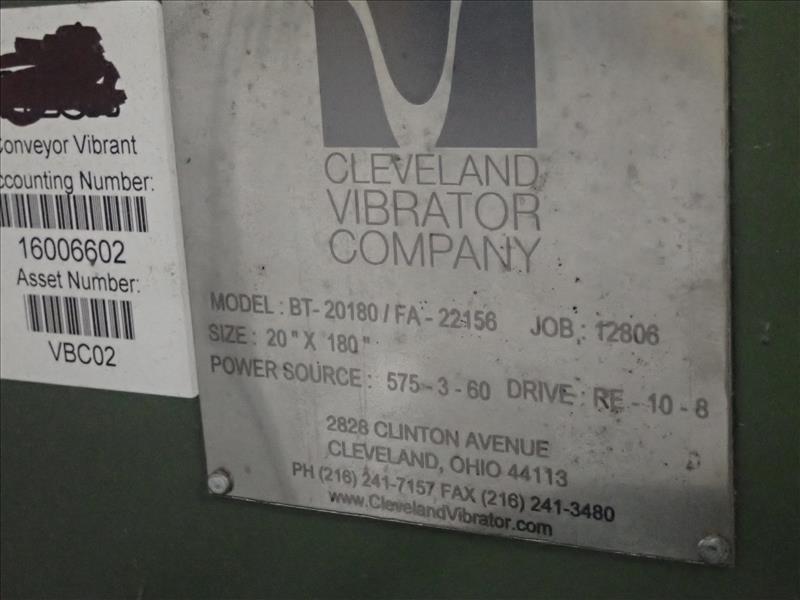 Conveyor Vibrant
Accounting Number:
16006602
Asset Number:
VBC02
CLEVELAND
VIBRATOR
COMPANY
MODEL : BT- 20180 / FA - 22156 JOB : 12806
SIZE : 20 " X 180 "
POWER SOURCE : 575 - 3 - 60 DRIVE : RE - 10 - 8
2828 CLINTON AVENUE
CLEVELAND, OHIO 44113
PH (216) 241-7157 FAX (216) 241-3480
www.ClevelandVibrator.com